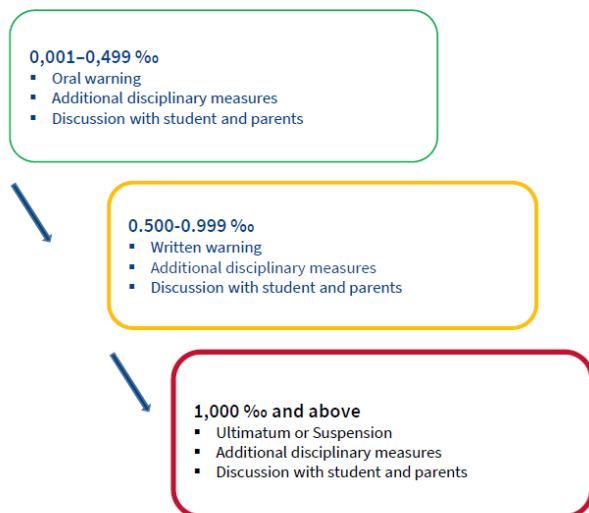 0,001–0,499 ‰
▪ Oral warning
▪ Additional disciplinary measures
▪ Discussion with student and parents
0.500-0.999 ‰
▪ Written warning
▪ Additional disciplinary measures
▪ Discussion with student and parents
1,000 ‰ and above
▪ Ultimatum or Suspension
▪ Additional disciplinary measures
▪ Discussion with student and parents